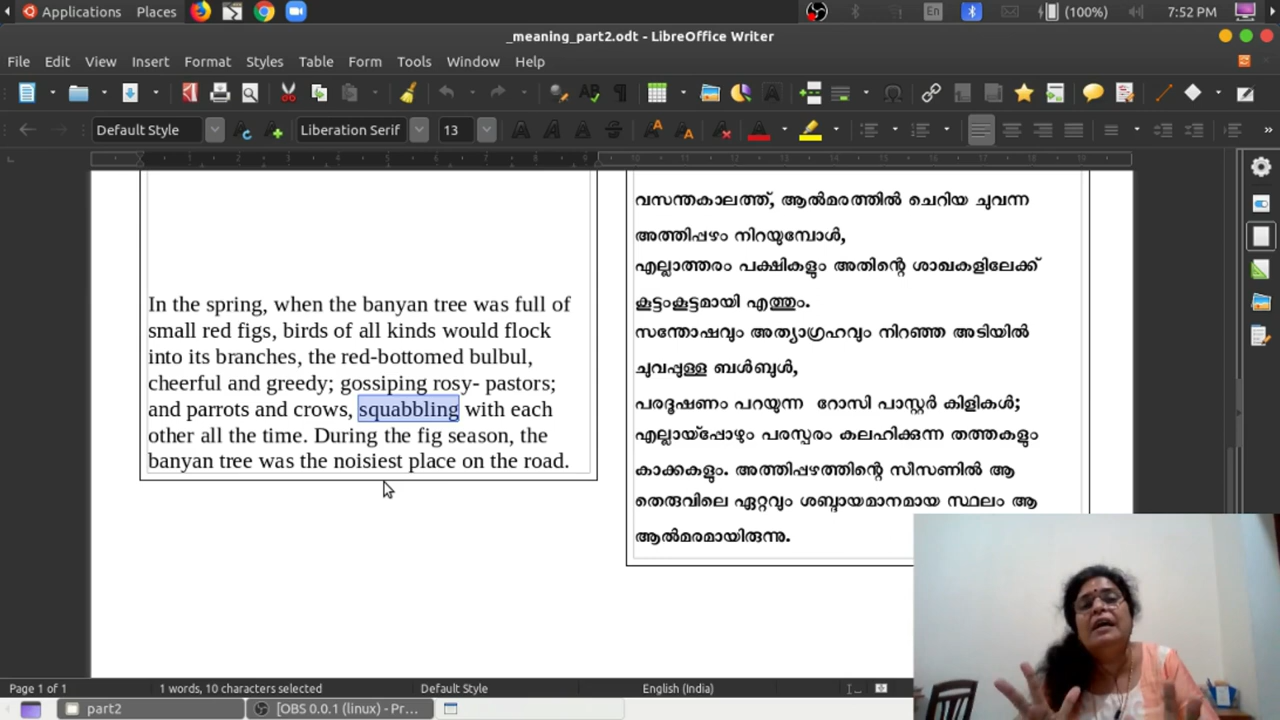 Applications Places En (100%) 7:52 PM
_meaning_part2.odt - LibreOffice Writer
File Edit View Insert Format Styles Table Form Tools Window Help
Default Style Liberation Serif 13
In the spring, when the banyan tree was full of
small red figs, birds of all kinds would flock
into its branches, the red-bottomed bulbul,
cheerful and greedy; gossiping rosy- pastors;
and parrots and crows, squabbling with each
other all the time. During the fig season, the
banyan tree was the noisiest place on the road.
വസന്തകാലത്ത്, ആൽമരത്തിൽ ചെറിയ ചുവന്ന
അത്തിപ്പഴം നിറയുമ്പോൾ,
എല്ലാത്തരം പക്ഷികളും അതിന്റെ ശാഖകളിലേക്ക്
കൂട്ടംകൂട്ടമായി എത്തും.
സന്തോഷവും അത്യാഗ്രഹവും നിറഞ്ഞ അടിയിൽ
ചുവപ്പുള്ള ബൾബുൾ,
പരദൂഷണം പറയുന്ന റോസി പാസ്റ്റർ കിളികൾ;
എല്ലായ്പ്പോഴും പരസ്പരം കലഹിക്കുന്ന തത്തകളും
കാക്കകളും. അത്തിപ്പഴത്തിന്റെ സീസണിൽ ആ
തെരുവിലെ ഏറ്റവും ശബ്ദായമാനമായ സ്ഥലം ആ
ആൽമരമായിരുന്നു.
Page 1 of 1 1 words, 10 characters selected Default Style English (India)
part2 [OBS 0.0.1 (linux) - Pr...